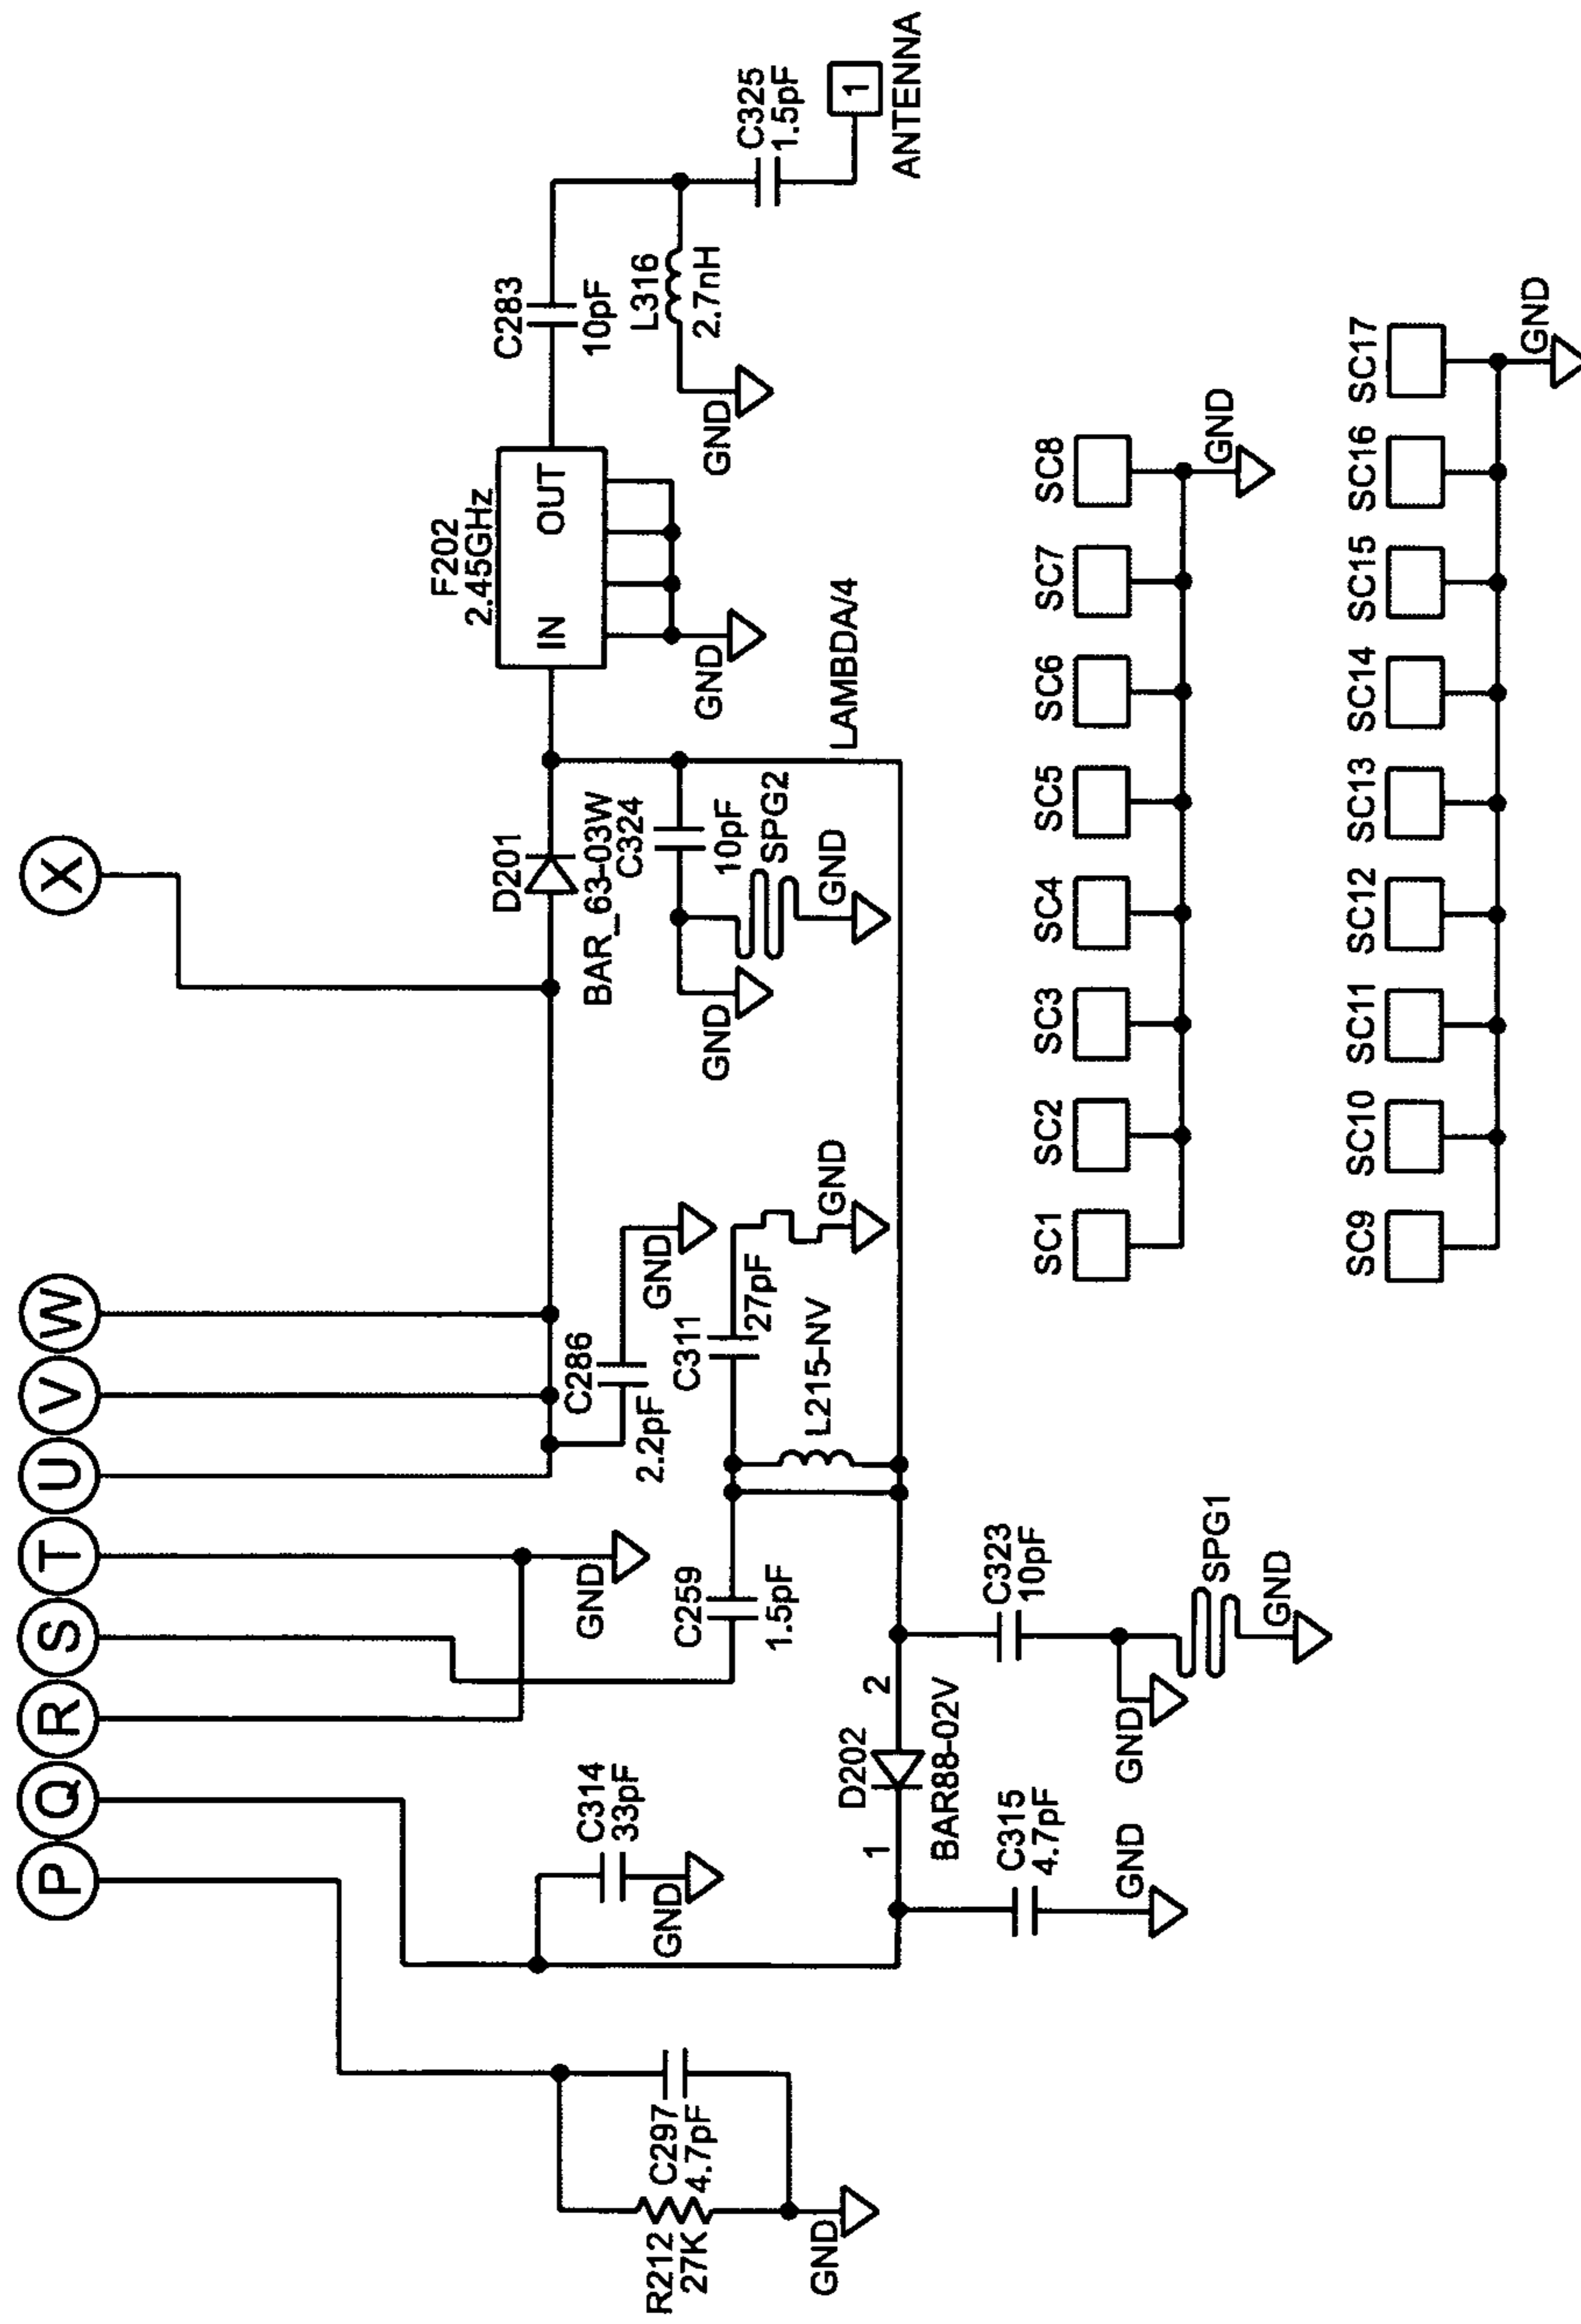 P
Q
R
S
T
U
V
W
X
R212
27K
C297
4.7pF
GND
C314
33pF
GND
GND
C259
1.5pF
C286
2.2pF
GND
C311
27pF
GND
L215-NV
D201
BAR_63-03W
C324
10pF
SPG2
GND
GND
F202
2.45GHz
IN
OUT
GND
C283
10pF
L316
2.7nH
GND
C325
1.5pF
1
ANTENNA
LAMBDA/4
D202
1
2
BAR88-02V
C315
4.7pF
GND
C323
10pF
GND
SPG1
GND
SC1
SC2
SC3
SC4
SC5
SC6
SC7
SC8
GND
SC9
SC10
SC11
SC12
SC13
SC14
SC15
SC16
SC17
GND